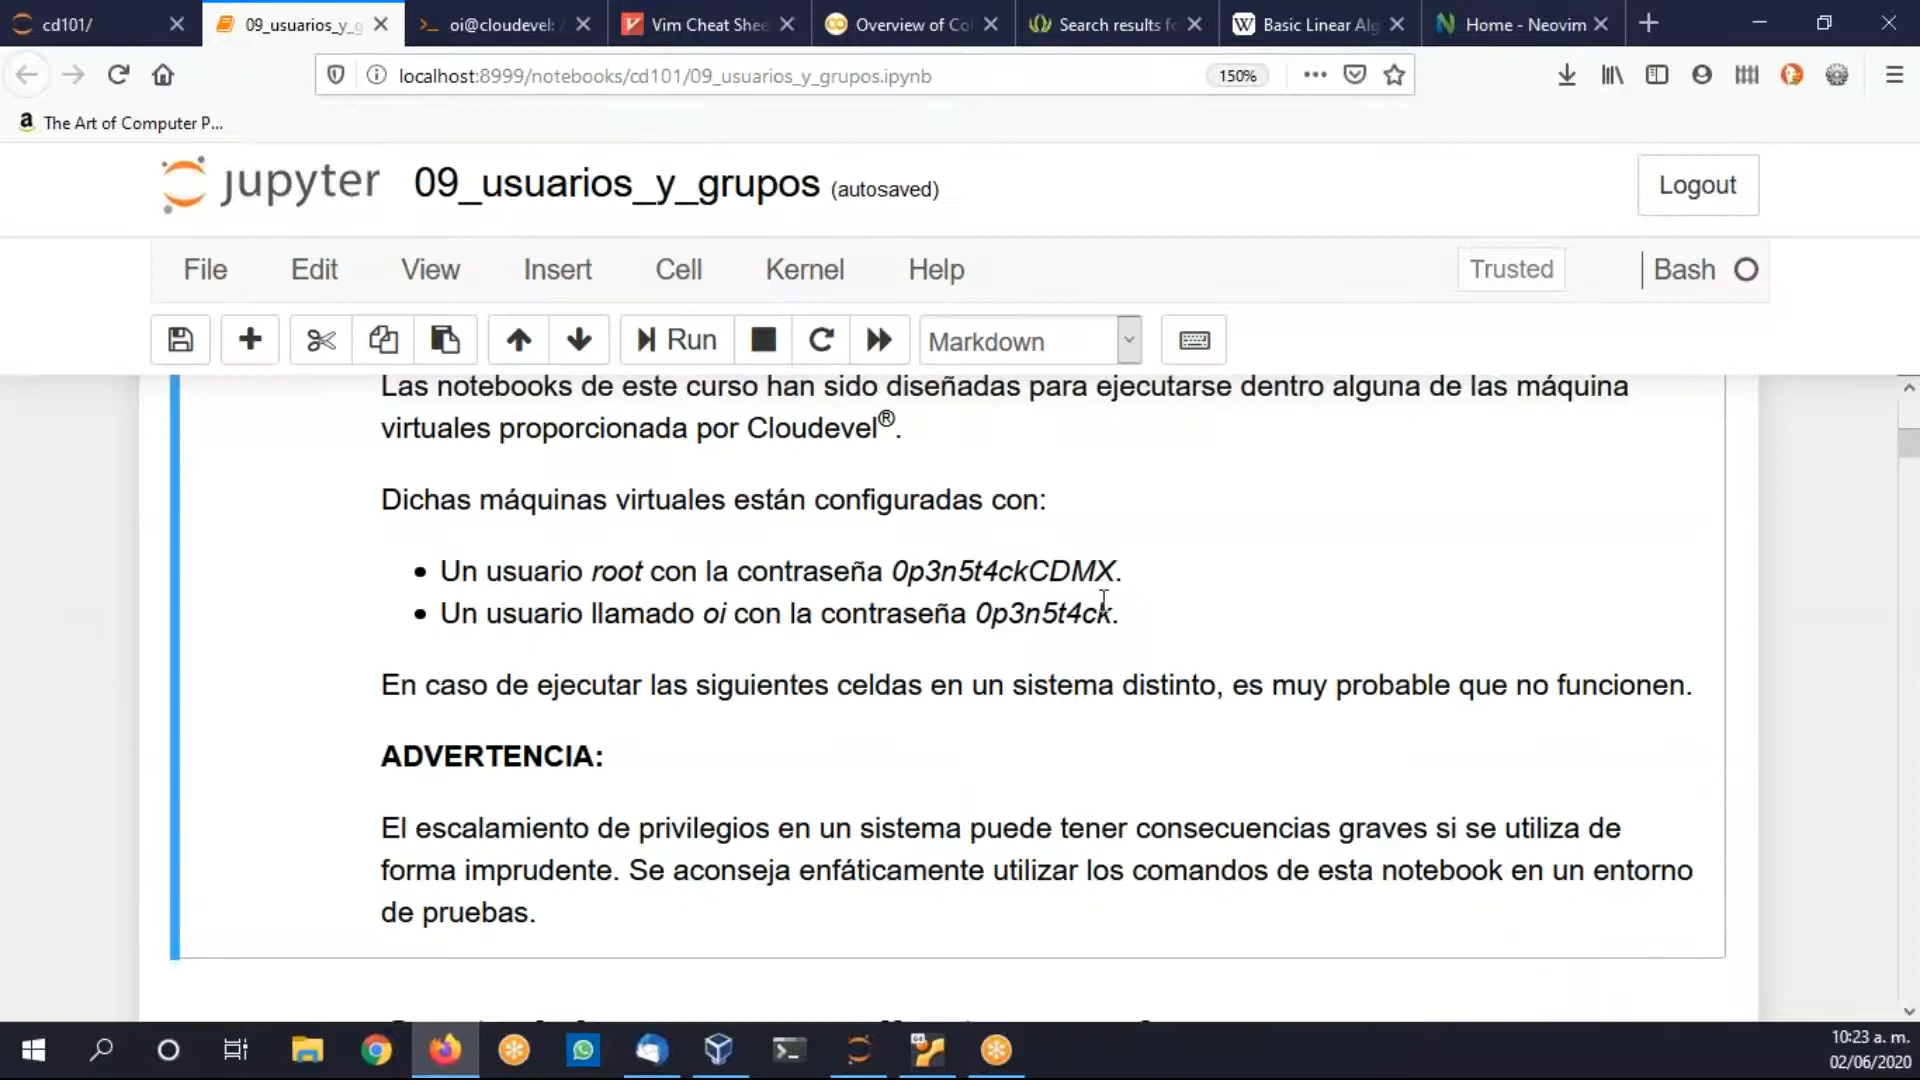 cd101/
09_usuarios_y_g
oi@cloudevel: /
Vim Cheat Shee
Overview of Co
Search results fo
Basic Linear Alg
Home - Neovim
localhost:8999/notebooks/cd101/09_usuarios_y_grupos.ipynb
150%
The Art of Computer P...
jupyter
09_usuarios_y_grupos (autosaved)
Logout
File Edit View Insert Cell Kernel Help
Trusted
Bash
Run
Markdown
Las notebooks de este curso han sido diseñadas para ejecutarse dentro alguna de las máquina
virtuales proporcionada por Cloudevel®.
Dichas máquinas virtuales están configuradas con:
• Un usuario root con la contraseña 0p3n5t4ckCDMX.
• Un usuario llamado oi con la contraseña 0p3n5t4ck.
En caso de ejecutar las siguientes celdas en un sistema distinto, es muy probable que no funcionen.
ADVERTENCIA:
El escalamiento de privilegios en un sistema puede tener consecuencias graves si se utiliza de
forma imprudente. Se aconseja enfáticamente utilizar los comandos de esta notebook en un entorno
de pruebas.
10:23 a. m.
02/06/2020